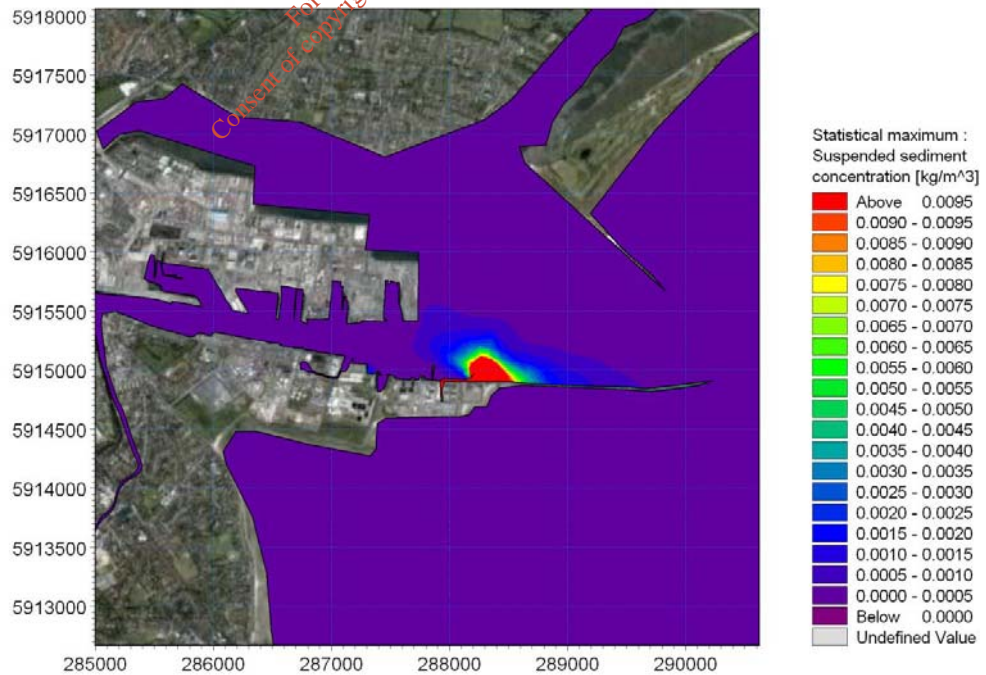 For
Consent of copyrig
5918000
5917500
5917000
5916500
5916000
5915500
5915000
5914500
5914000
5913500
5913000
285000 286000 287000 288000 289000 290000
Statistical maximum :
Suspended sediment
concentration [kg/m^3]
Above 0.0095
0.0090 - 0.0095
0.0085 - 0.0090
0.0080 - 0.0085
0.0075 - 0.0080
0.0070 - 0.0075
0.0065 - 0.0070
0.0060 - 0.0065
0.0055 - 0.0060
0.0050 - 0.0055
0.0045 - 0.0050
0.0040 - 0.0045
0.0035 - 0.0040
0.0030 - 0.0035
0.0025 - 0.0030
0.0020 - 0.0025
0.0015 - 0.0020
0.0010 - 0.0015
0.0005 - 0.0010
0.0000 - 0.0005
Below 0.0000
Undefined Value